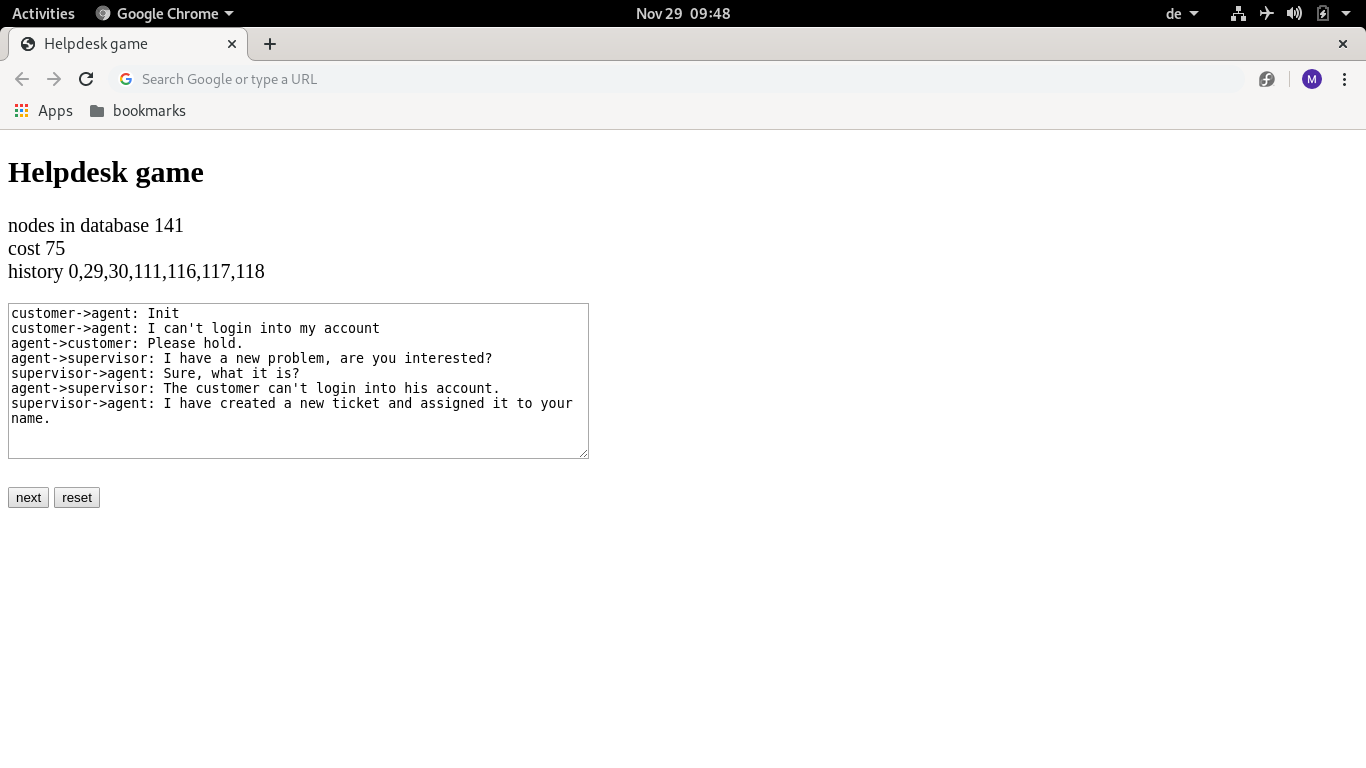 Activities Google Chrome Nov 29 09:48 de
Helpdesk game
Search Google or type a URL M
Apps bookmarks
Helpdesk game
nodes in database 141
cost 75
history 0,29,30,111,116,117,118
customer->agent: Init
customer->agent: I can't login into my account
agent->customer: Please hold.
agent->supervisor: I have a new problem, are you interested?
supervisor->agent: Sure, what it is?
agent->supervisor: The customer can't login into his account.
supervisor->agent: I have created a new ticket and assigned it to your
name.
next reset